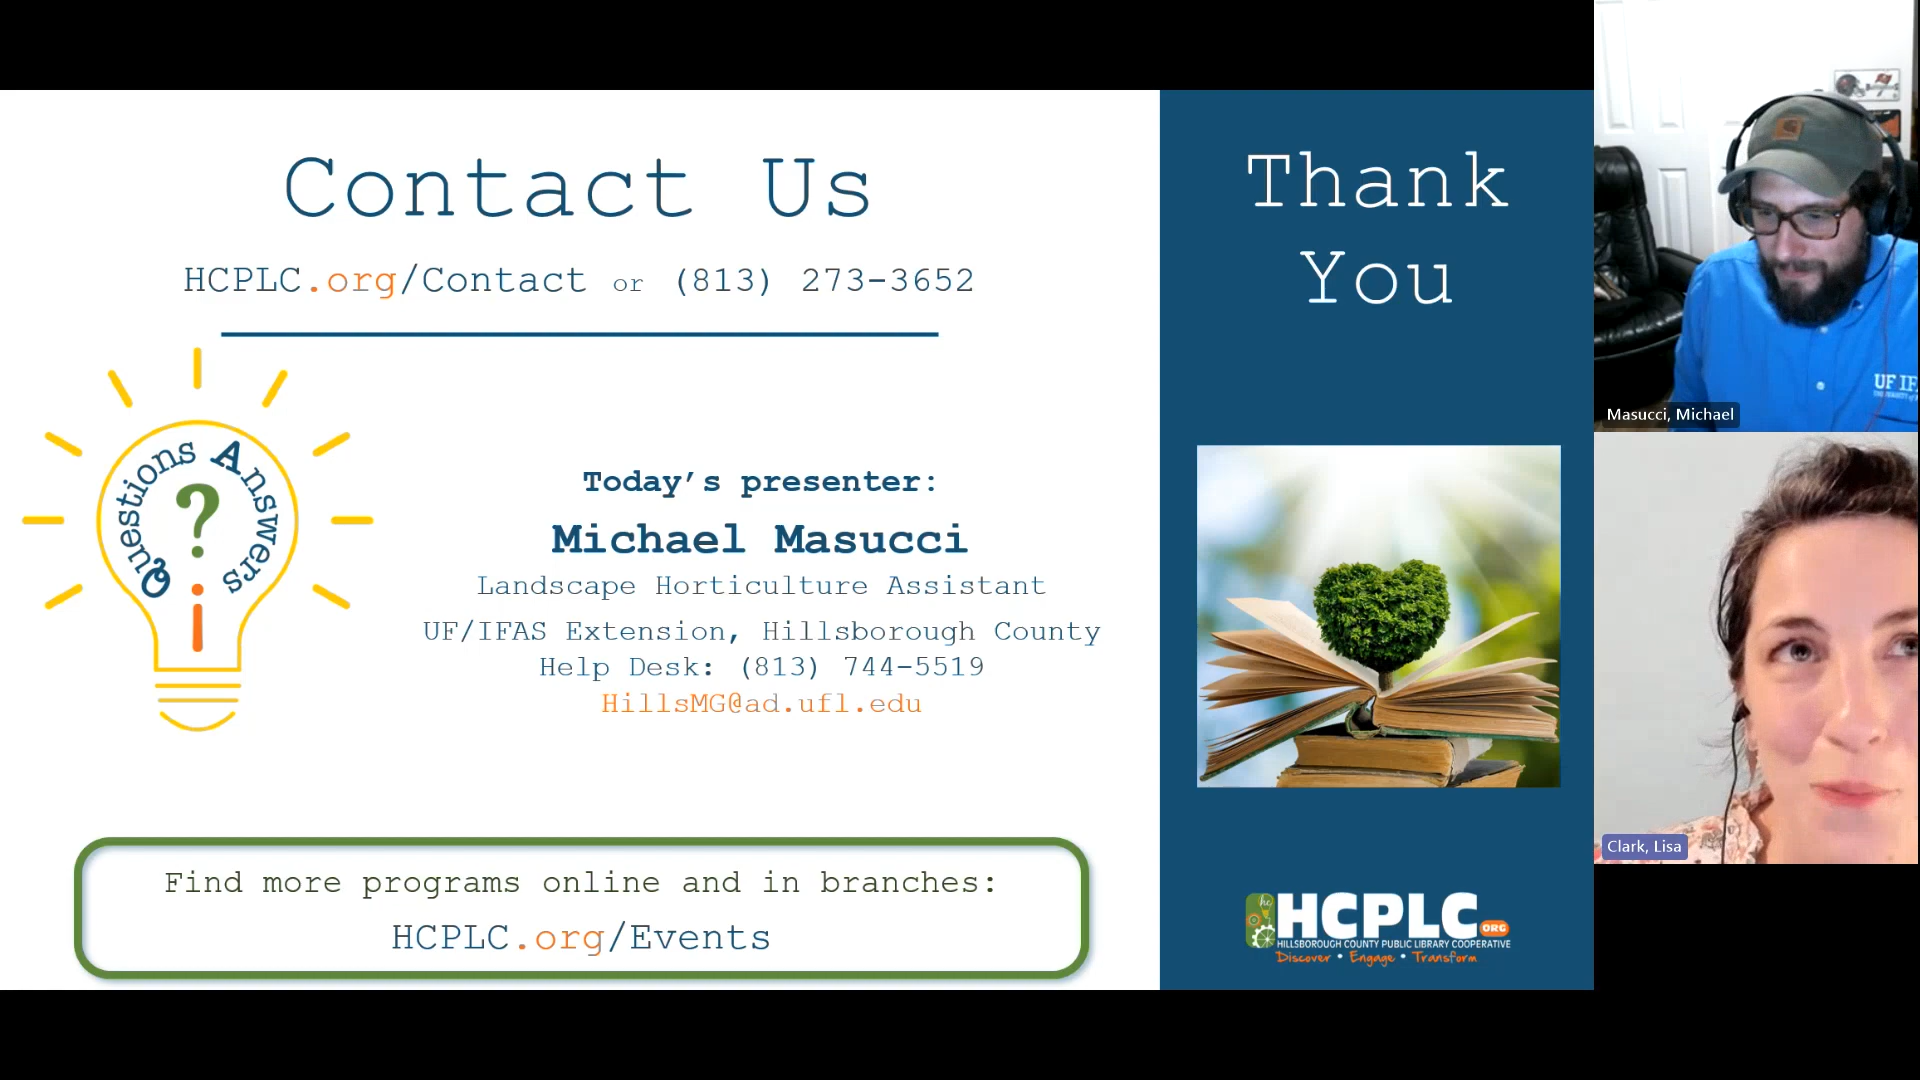 Contact Us
HCPLC.org/Contact or (813) 273-3652
Questions Answers
?
Today's presenter:
Michael Masucci
Landscape Horticulture Assistant
UF/IFAS Extension, Hillsborough County
Help Desk: (813) 744-5519
HillsMG@ad.ufl.edu
Find more programs online and in branches:
HCPLC.org/Events
Thank
You
hc
HCPLC
ORG
HILLSBOROUGH COUNTY PUBLIC LIBRARY COOPERATIVE
Discover • Engage • Transform
UF IF
Masucci, Michael
Clark, Lisa